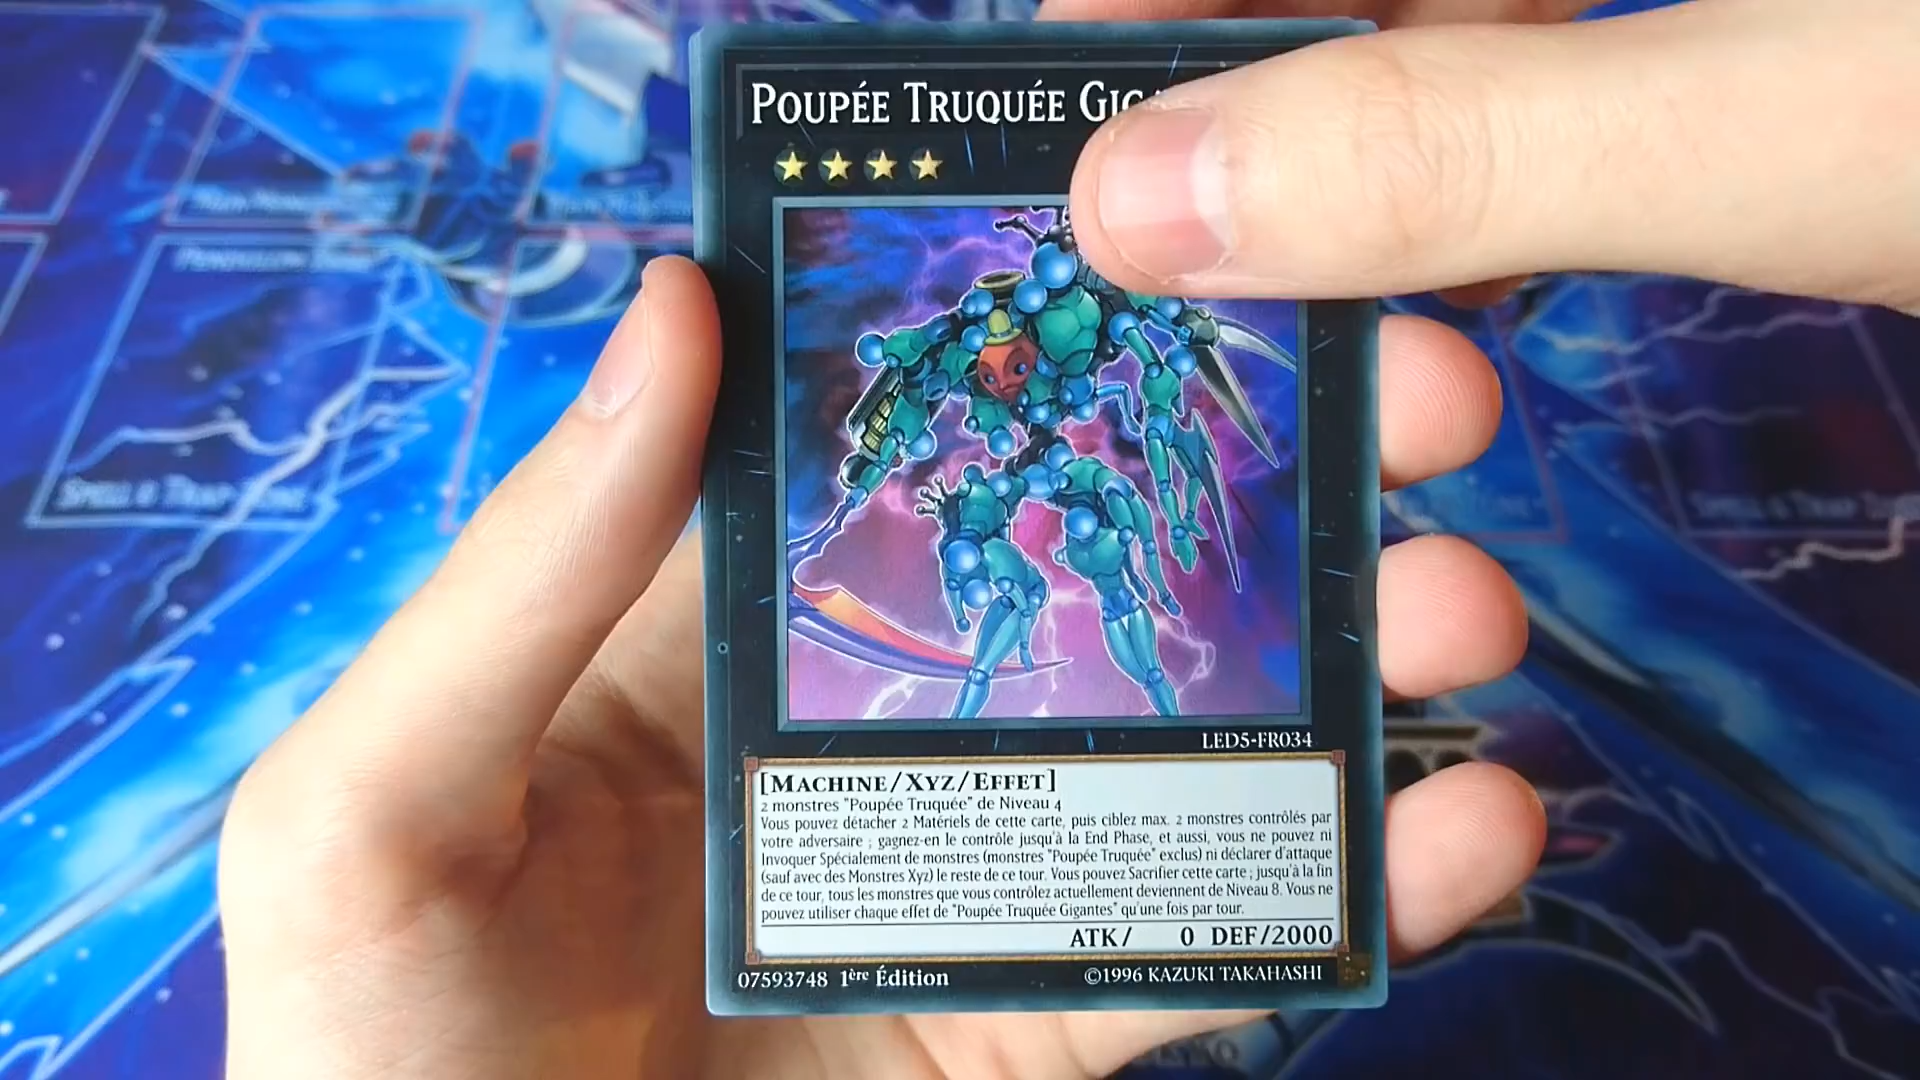 POUPÉE TRUQUÉE GIG
LED5-FR034
[MACHINE/XYZ/EFFET]
2 monstres "Poupée Truquée" de Niveau 4
Vous pouvez détacher 2 Matériels de cette carte, puis ciblez max. 2 monstres contrôlés par
votre adversaire ; gagnez-en le contrôle jusqu'à la End Phase, et aussi, vous ne pouvez ni
Invoquer Spécialement de monstres (monstres "Poupée Truquée" exclus) ni déclarer d'attaque
(sauf avec des Monstres Xyz) le reste de ce tour. Vous pouvez Sacrifier cette carte ; jusqu'à la fin
de ce tour, tous les monstres que vous contrôlez actuellement deviennent de Niveau 8. Vous ne
pouvez utiliser chaque effet de "Poupée Truquée Gigantes" qu'une fois par tour.
ATK/ 0 DEF/2000
07593748 1ère Édition ©1996 KAZUKI TAKAHASHI
SPELL & TRAP ZONE